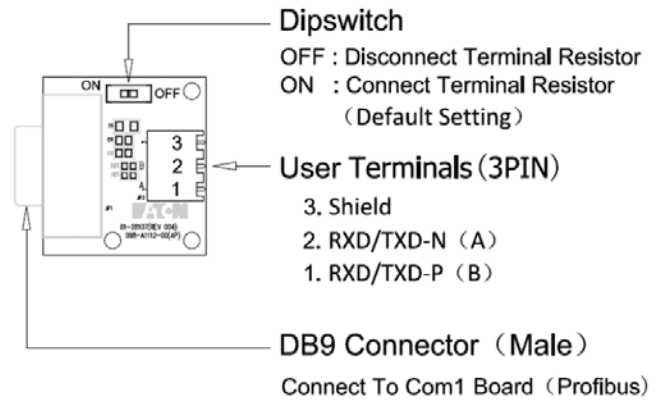 Dipswitch
OFF : Disconnect Terminal Resistor
ON : Connect Terminal Resistor
（Default Setting）
ON OFF
3
2 B
1 A
User Terminals（3PIN）
3. Shield
2. RXD/TXD-N （A）
1. RXD/TXD-P （B）
DB9 Connector （Male）
Connect To Com1 Board （Profibus）